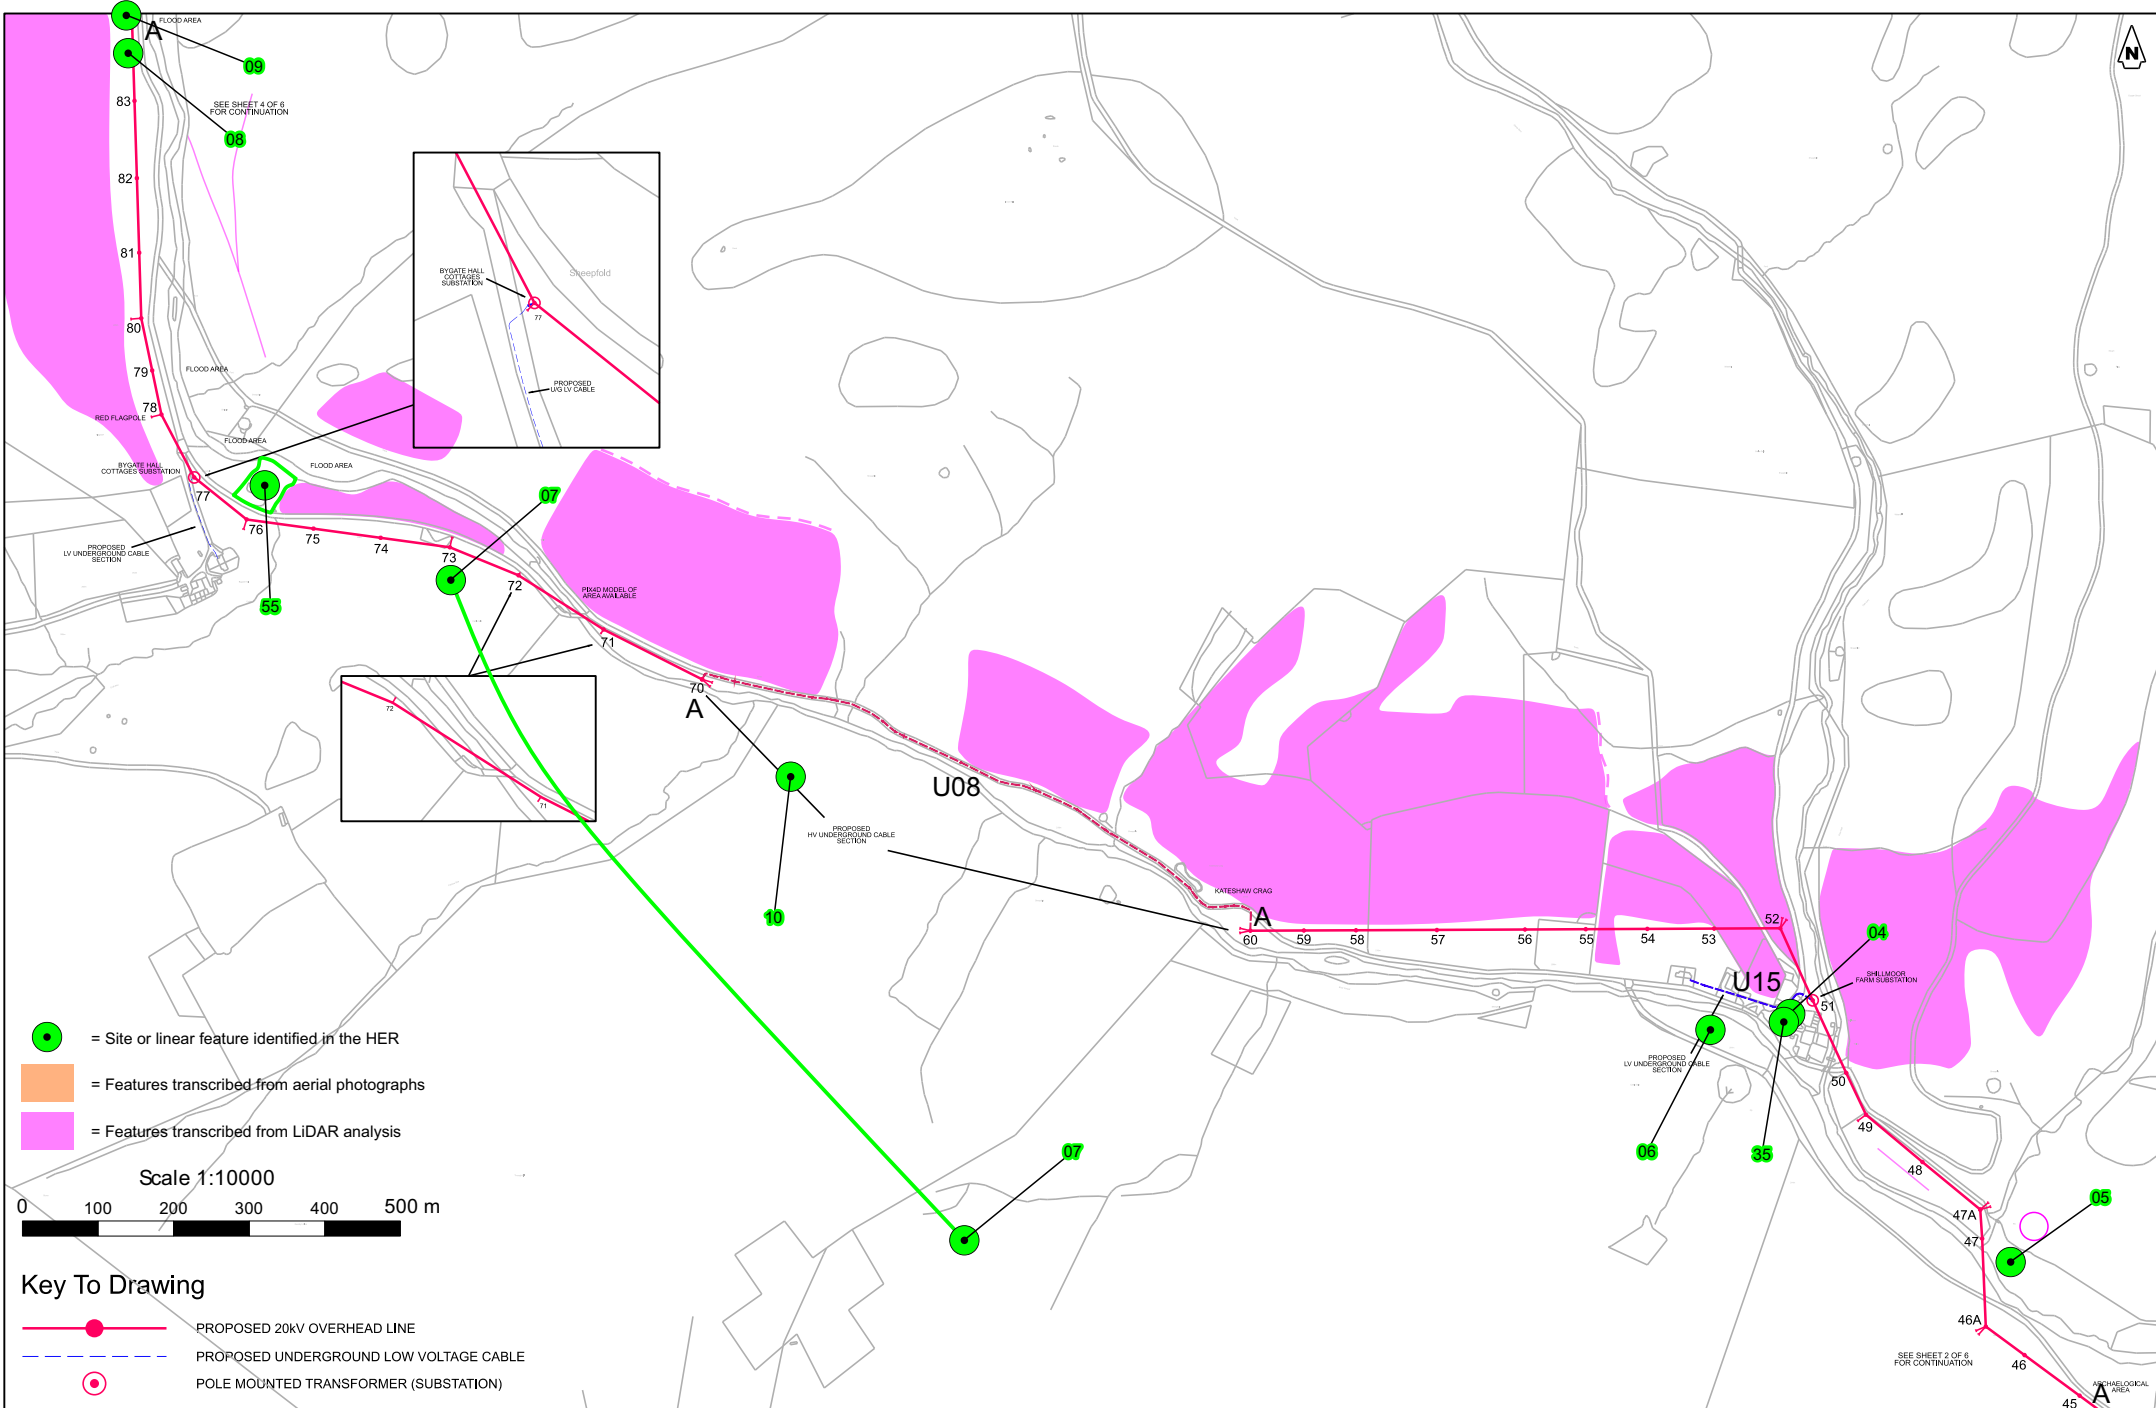 A
FLOOD AREA
N
09
83
SEE SHEET 4 OF 6
FOR CONTINUATION
08
82
81
BYGATE HALL
COTTAGES
SUBSTATION
Sheepfold
77
80
79
FLOOD AREA
PROPOSED
U/G LV CABLE
78
RED FLAGPOLE
FLOOD AREA
FLOOD AREA
BYGATE HALL
COTTAGES SUBSTATION
77
07
76
75
74
73
72
PROPOSED
LV UNDERGROUND CABLE
SECTION
55
PIX4D MODEL OF
AREA AVAILABLE
71
70
A
72
71
U08
PROPOSED
HV UNDERGROUND CABLE
SECTION
10
KATESHAW CRAG
A
60
59
58
57
56
55
54
53
52
04
SHILLMOOR
FARM SUBSTATION
U15
51
PROPOSED
LV UNDERGROUND CABLE
SECTION
50
49
06
35
48
07
05
47A
47
46A
SEE SHEET 2 OF 6
FOR CONTINUATION
46
ARCHAELOGICAL
AREA
A
45
= Site or linear feature identified in the HER
= Features transcribed from aerial photographs
= Features transcribed from LiDAR analysis
Scale 1:10000
0 100 200 300 400 500 m
Key To Drawing
PROPOSED 20kV OVERHEAD LINE
PROPOSED UNDERGROUND LOW VOLTAGE CABLE
POLE MOUNTED TRANSFORMER (SUBSTATION)